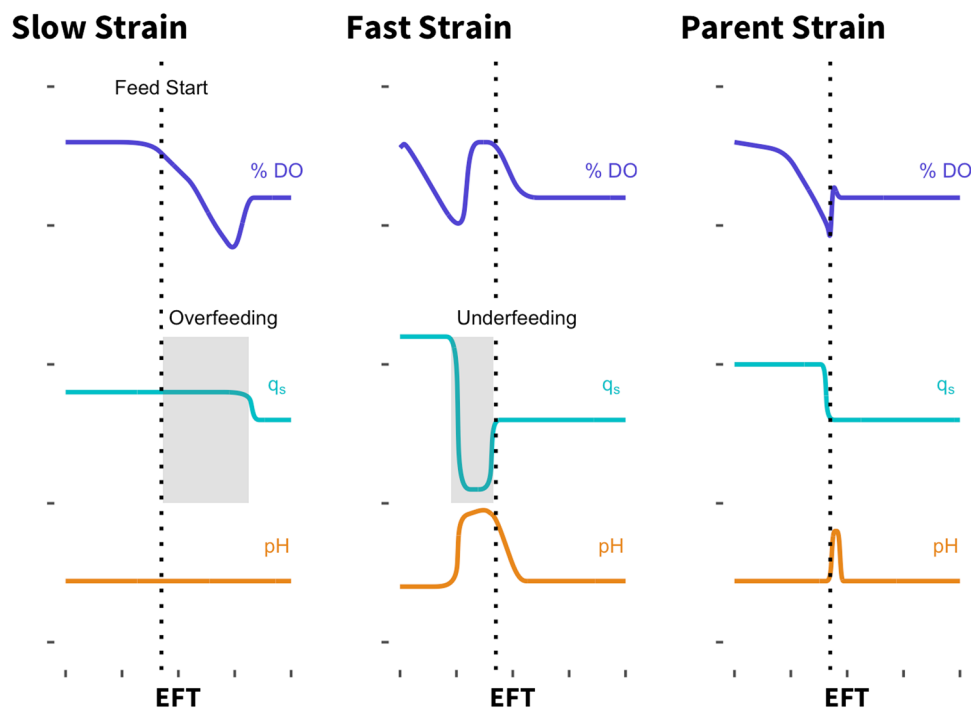 Slow Strain Fast Strain Parent Strain
Feed Start
% DO % DO % DO
Overfeeding Underfeeding
qs qs qs
pH pH pH
EFT EFT EFT